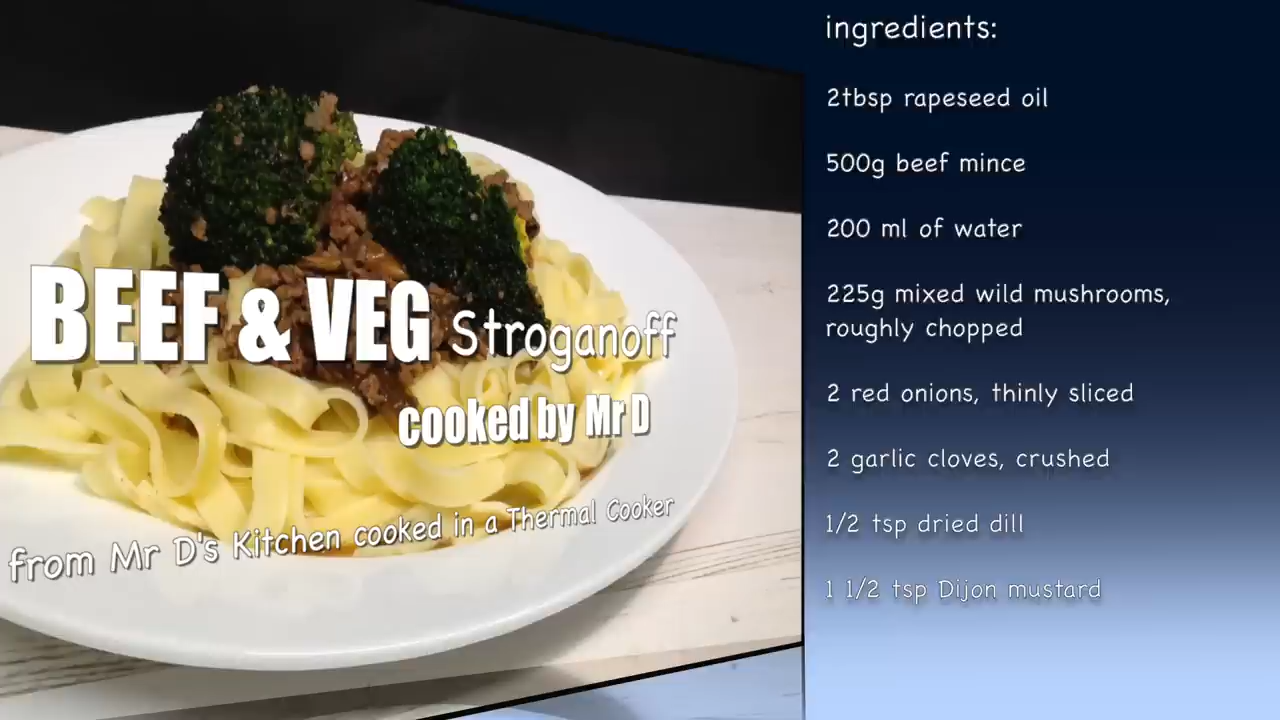 BEEF & VEG Stroganoff
cooked by Mr D
from Mr D's Kitchen cooked in a Thermal Cooker
ingredients:
2tbsp rapeseed oil
500g beef mince
200 ml of water
225g mixed wild mushrooms,
roughly chopped
2 red onions, thinly sliced
2 garlic cloves, crushed
1/2 tsp dried dill
1 1/2 tsp Dijon mustard